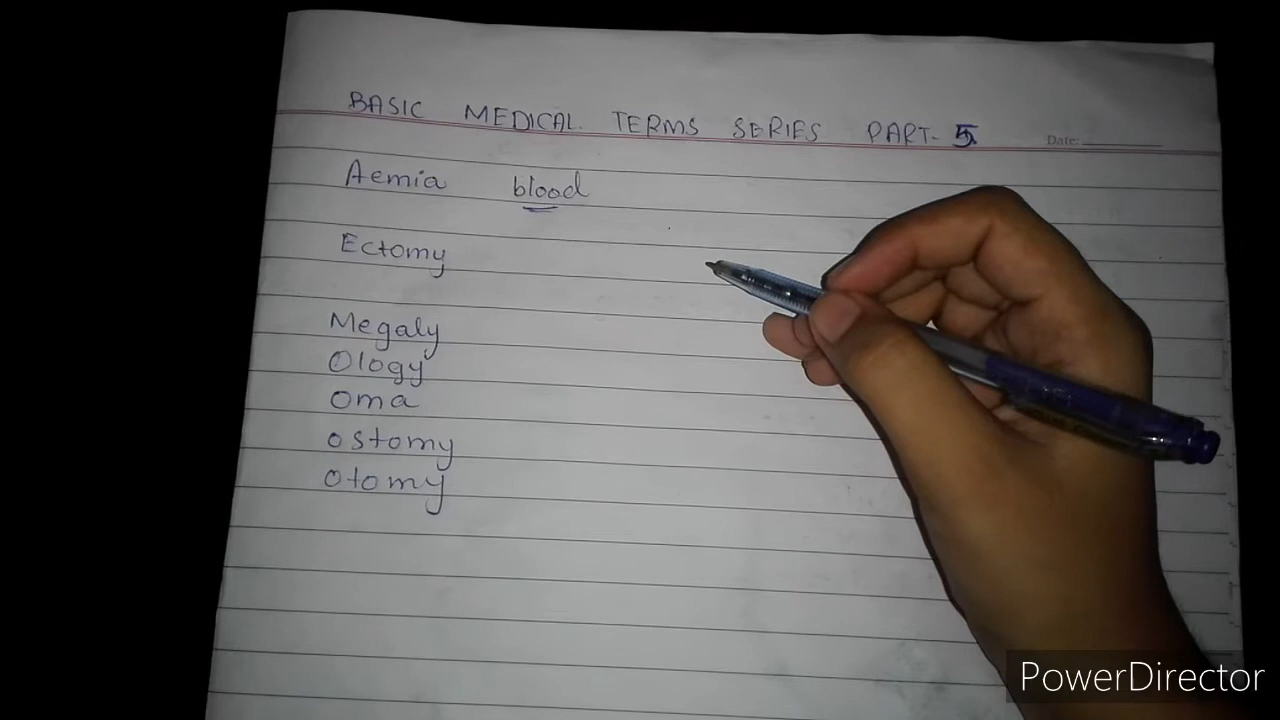 BASIC MEDICAL TERMS SERIES PART- 5
Date:
Aemia blood
Ectomy
Megaly
Ology
Oma
ostomy
Otomy
PowerDirector